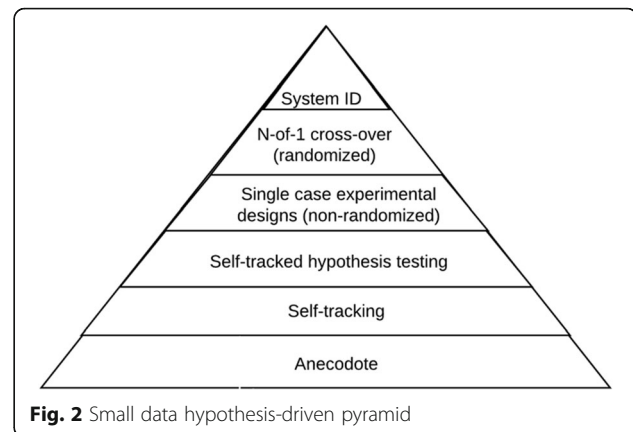 System ID
N-of-1 cross-over
(randomized)
Single case experimental
designs (non-randomized)
Self-tracked hypothesis testing
Self-tracking
Anecodote
Fig. 2 Small data hypothesis-driven pyramid